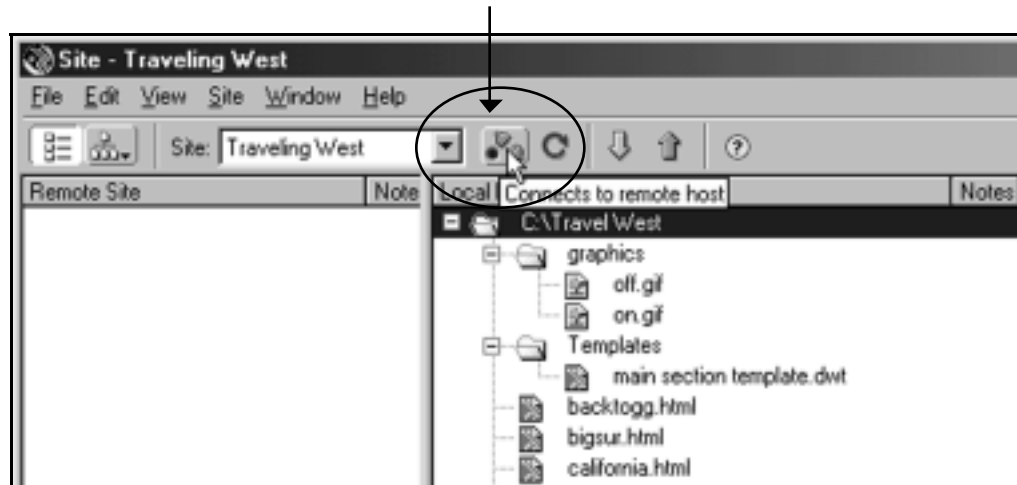 Site - Traveling West
File Edit View Site Window Help
Site: Traveling West
Remote Site Note Local Notes
Connects to remote host
C:\Travel West
graphics
off.gif
on.gif
Templates
main section template.dwt
backtogg.html
bigsur.html
california.html